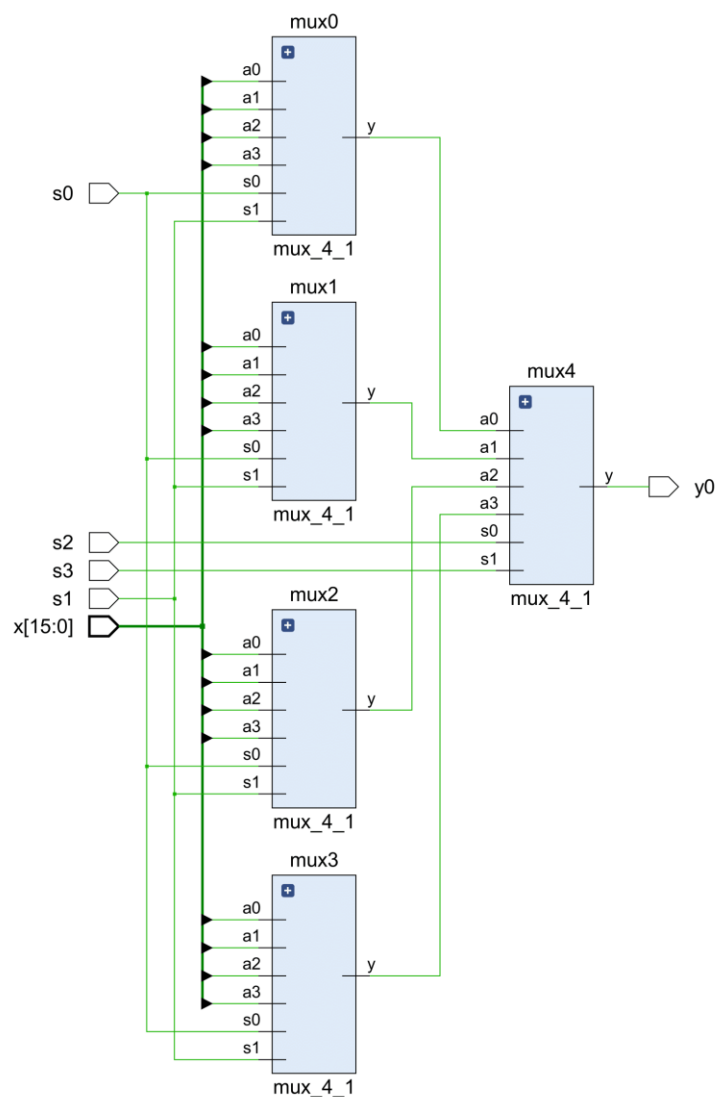 mux0
a0
a1
a2
a3
s0
s1
y
mux_4_1
s0
mux1
a0
a1
a2
a3
s0
s1
y
mux_4_1
mux4
a0
a1
a2
a3
s0
s1
y
mux_4_1
y0
s2
s3
s1
x[15:0]
mux2
a0
a1
a2
a3
s0
s1
y
mux_4_1
mux3
a0
a1
a2
a3
s0
s1
y
mux_4_1